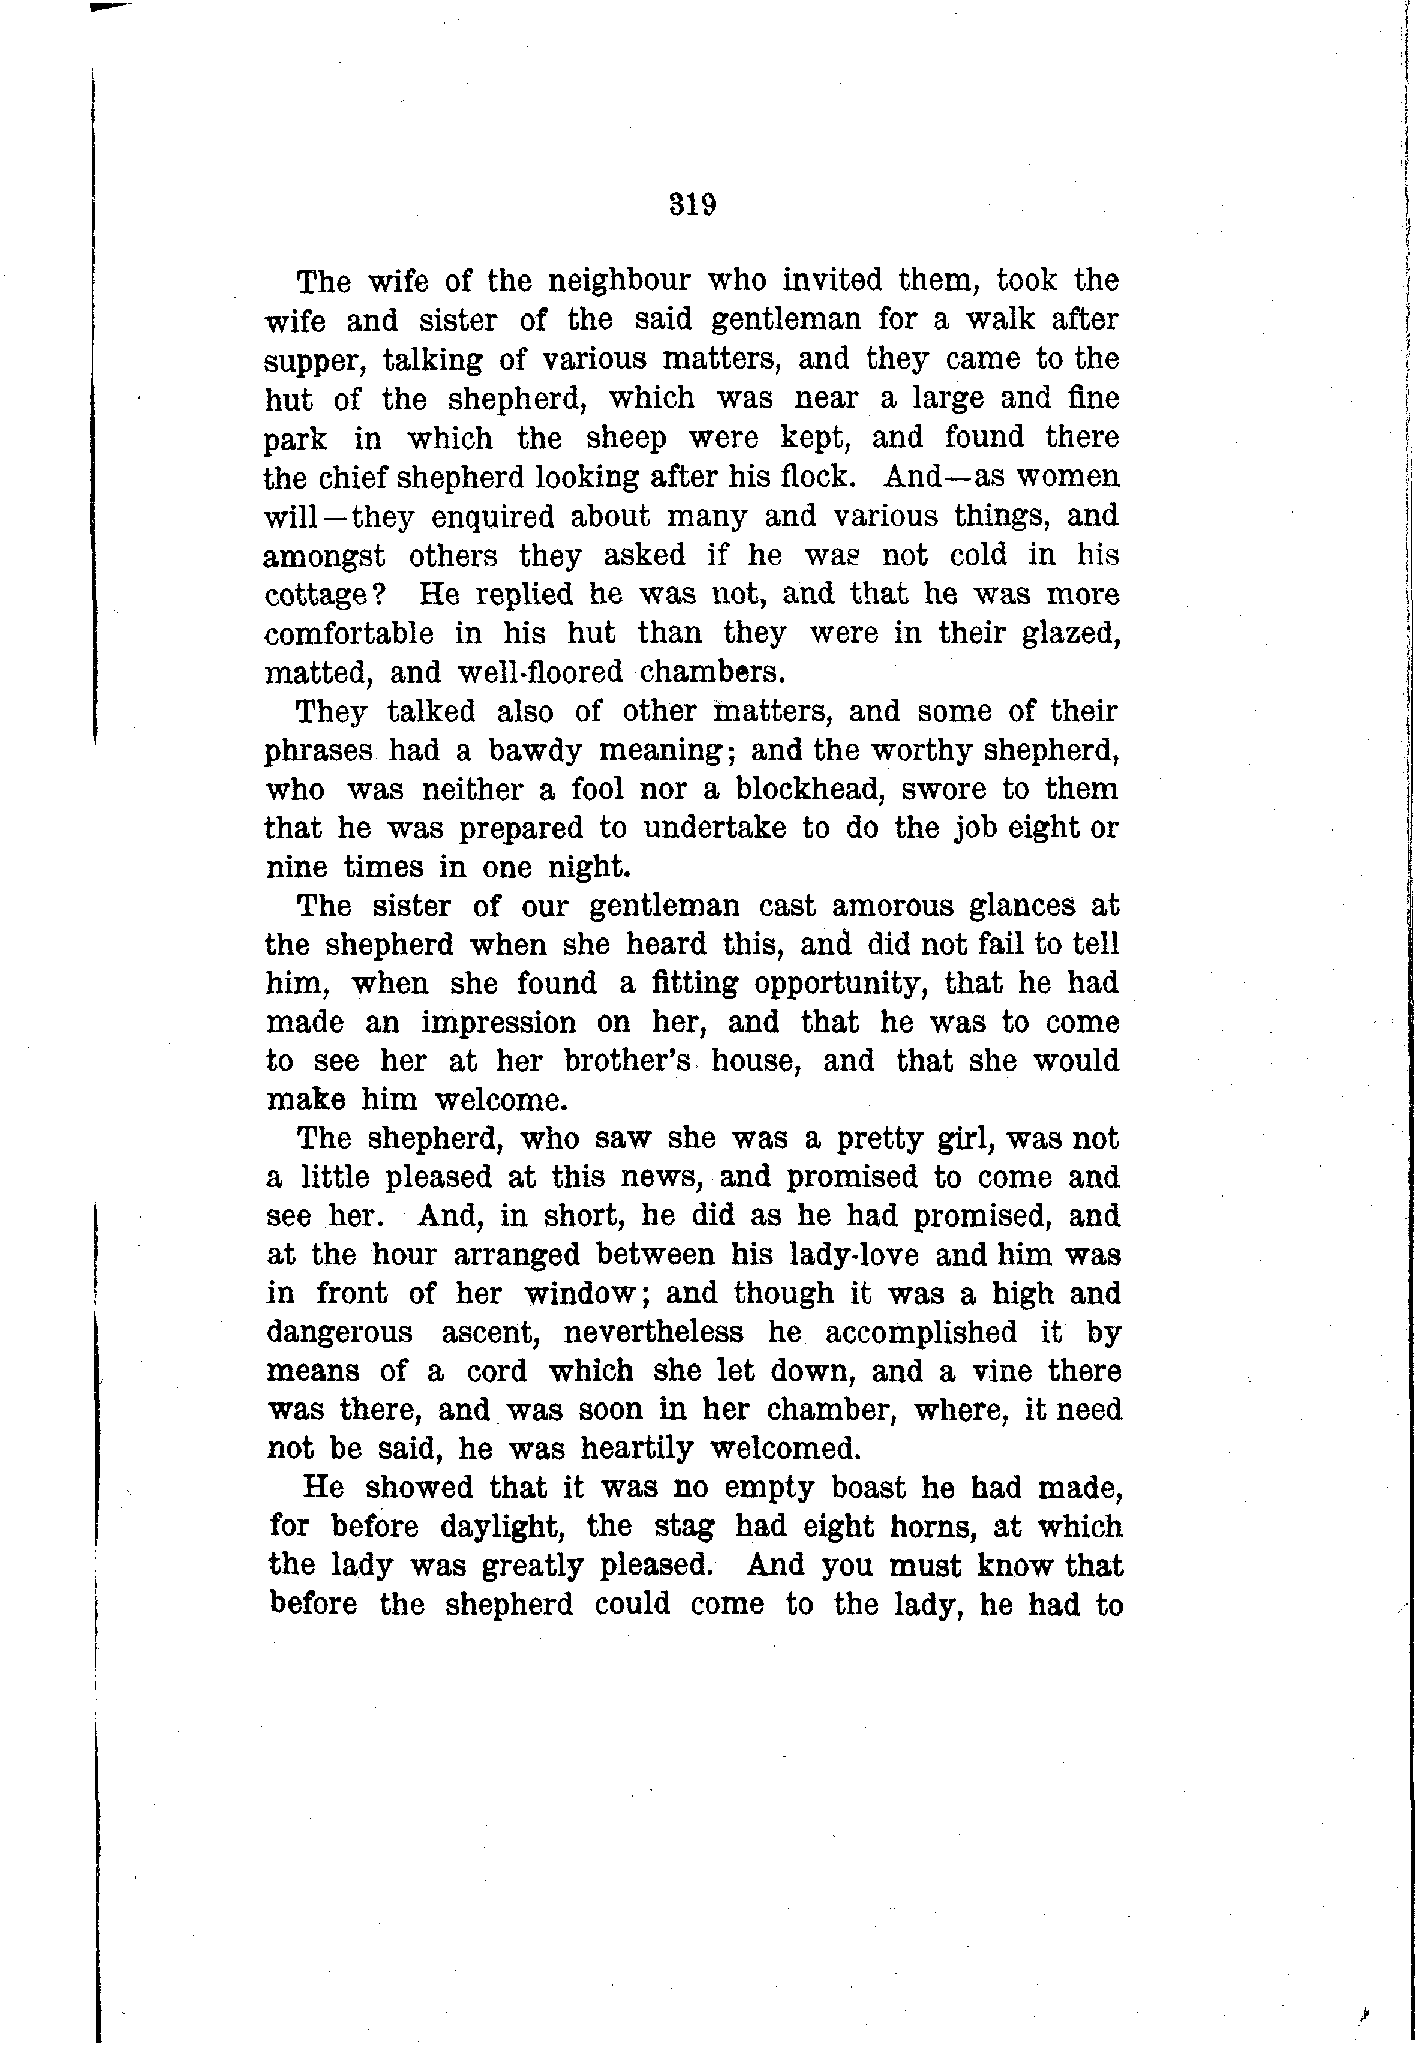 319
The wife of the neighbour who invited them, took the
wife and sister of the said gentleman for a walk after
supper, talking of various matters, and they came to the
hut of the shepherd, which was near a large and fine
park in which the sheep were kept, and found there
the chief shepherd looking after his flock. And—as women
will—they enquired about many and various things, and
amongst others they asked if he was not cold in his
cottage? He replied he was not, and that he was more
comfortable in his hut than they were in their glazed,
matted, and well-floored chambers.
They talked also of other matters, and some of their
phrases had a bawdy meaning; and the worthy shepherd,
who was neither a fool nor a blockhead, swore to them
that he was prepared to undertake to do the job eight or
nine times in one night.
The sister of our gentleman cast amorous glances at
the shepherd when she heard this, and did not fail to tell
him, when she found a fitting opportunity, that he had
made an impression on her, and that he was to come
to see her at her brother's house, and that she would
make him welcome.
The shepherd, who saw she was a pretty girl, was not
a little pleased at this news, and promised to come and
see her. And, in short, he did as he had promised, and
at the hour arranged between his lady-love and him was
in front of her window; and though it was a high and
dangerous ascent, nevertheless he accomplished it by
means of a cord which she let down, and a vine there
was there, and was soon in her chamber, where, it need
not be said, he was heartily welcomed.
He showed that it was no empty boast he had made,
for before daylight, the stag had eight horns, at which
the lady was greatly pleased. And you must know that
before the shepherd could come to the lady, he had to